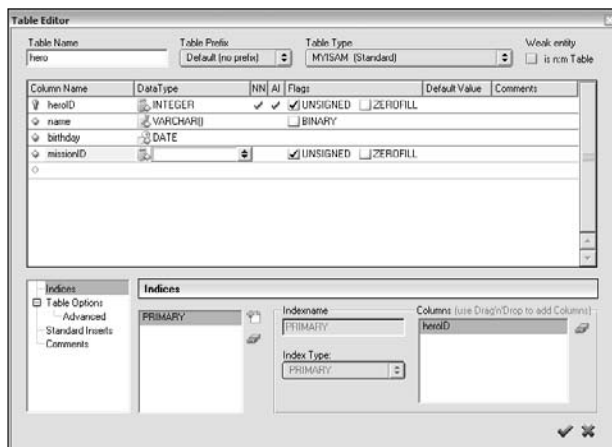 Table Editor
Table Name Table Prefix Table Type Weak entity
hero Default (no prefix) MYISAM (Standard) is n:m Table
Column Name DataType NN AI Flags Default Value Comments
heroID INTEGER UNSIGNED ZEROFILL
name VARCHAR() BINARY
birthday DATE
missionID UNSIGNED ZEROFILL
Indices Indices
Table Options
Advanced
Standard Inserts
Comments
PRIMARY
Indexname Columns (use Drag'n'Drop to add Columns)
PRIMARY heroID
Index Type:
PRIMARY